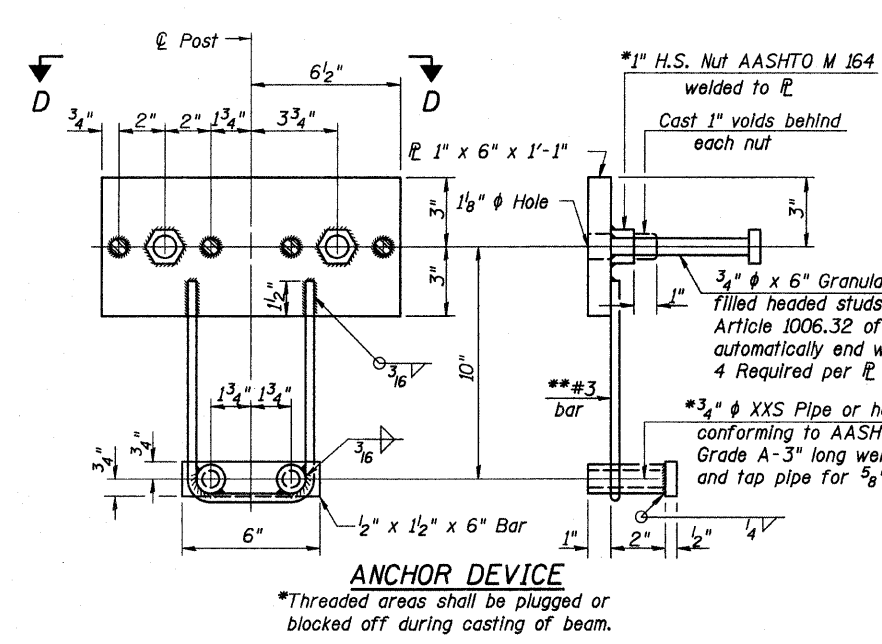 ℄ Post
D
D
6½"
¾"
2"
2"
1¾"
3¾"
3"
3"
1½"
10"
3/16
1¾"
1¾"
¾"
¾"
3/16
½" x 1½" x 6" Bar
6"
*1" H.S. Nut AASHTO M 164
welded to ℙL
Cast 1" voids behind
each nut
ℙL 1" x 6" x 1'-1"
1⅛" ϕ Hole
3"
1"
¾" ϕ x 6" Granula
filled headed studs
Article 1006.32 of
automatically end w
4 Required per ℙL
**#3
bar
*¾" ϕ XXS Pipe or h
conforming to AASH
Grade A-3" long wel
and tap pipe for ⅝"
¼
1"
2"
½"
ANCHOR DEVICE
*Threaded areas shall be plugged or
blocked off during casting of beam.